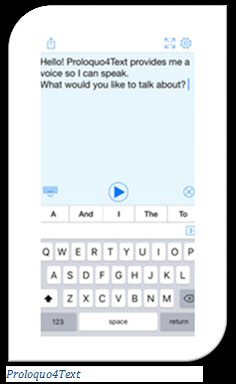 Hello! Proloquo4Text provides me a
voice so I can speak.
What would you like to talk about?
A And I The To
Q W E R T Y U I O P
A S D F G H J K L
Z X C V B N M
123 space return
Proloquo4Text